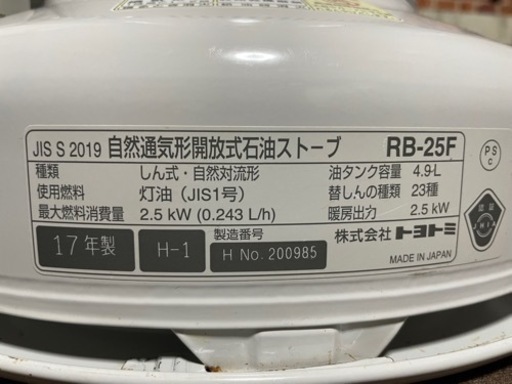 JIS S 2019 自然通気形開放式石油ストーブ RB-25F
種類 しん式・自然対流形 油タンク容量 4.9L
使用燃料 灯油（JIS1号） 替しんの種類 23種
最大燃料消費量 2.5 kW (0.243 L/h) 暖房出力 2.5 kW
17年製 H-1 製造番号 H No. 200985
株式会社トヨトミ
MADE IN JAPAN
PS
C